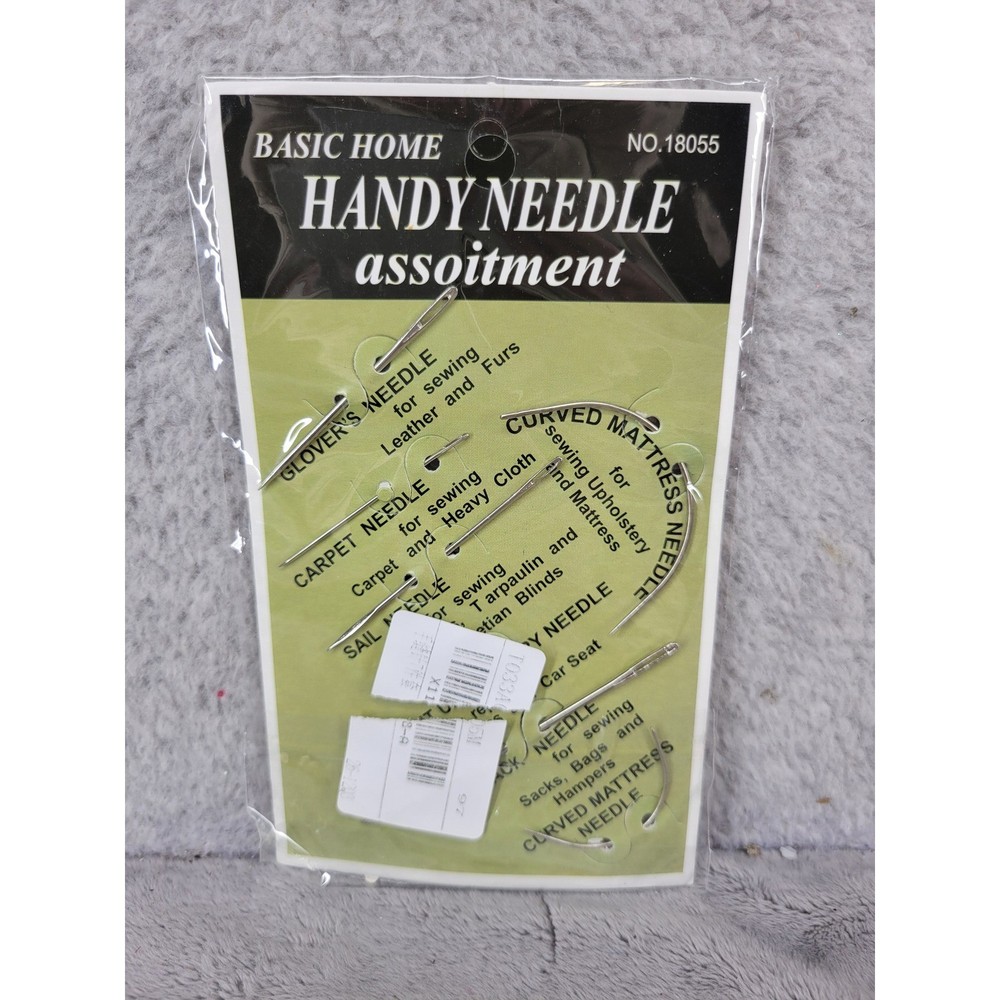 BASIC HOME
NO.18055
HANDY NEEDLE
assoitment
GLOVER'S NEEDLE
for sewing
Leather and Furs
CURVED MATTRESS NEEDLE
for
sewing Upholstery
and Mattress
CARPET NEEDLE
for sewing
Carpet and Heavy Cloth
SAIL NEEDLE
for sewing
Tarpaulin and
NEEDLE
Car Seat
NEEDLE
for sewing
Sacks, Bags and
Hampers
CURVED MATTRESS
NEEDLE
97